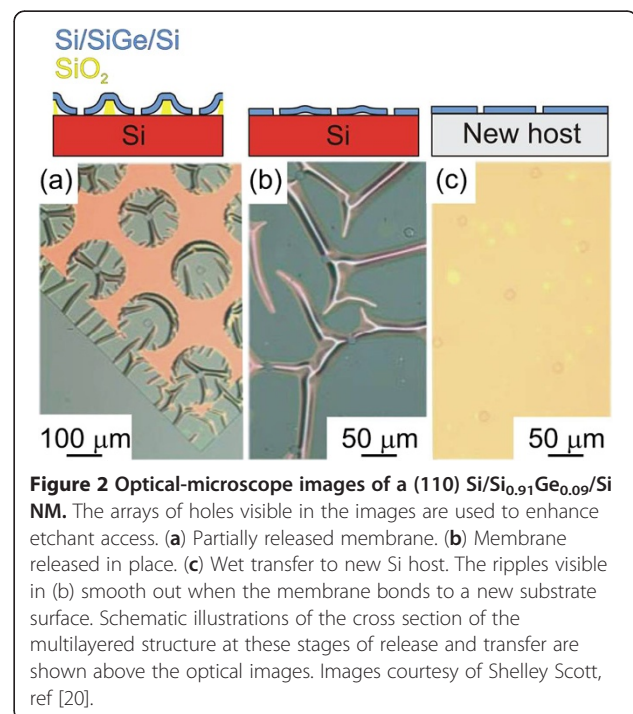 Si/SiGe/Si
SiO₂
Si
Si
New host
(a)
(b)
(c)
100 μm
50 μm
50 μm
Figure 2 Optical-microscope images of a (110) Si/Si₀.₉₁Ge₀.₀₉/Si
NM. The arrays of holes visible in the images are used to enhance
etchant access. (a) Partially released membrane. (b) Membrane
released in place. (c) Wet transfer to new Si host. The ripples visible
in (b) smooth out when the membrane bonds to a new substrate
surface. Schematic illustrations of the cross section of the
multilayered structure at these stages of release and transfer are
shown above the optical images. Images courtesy of Shelley Scott,
ref [20].